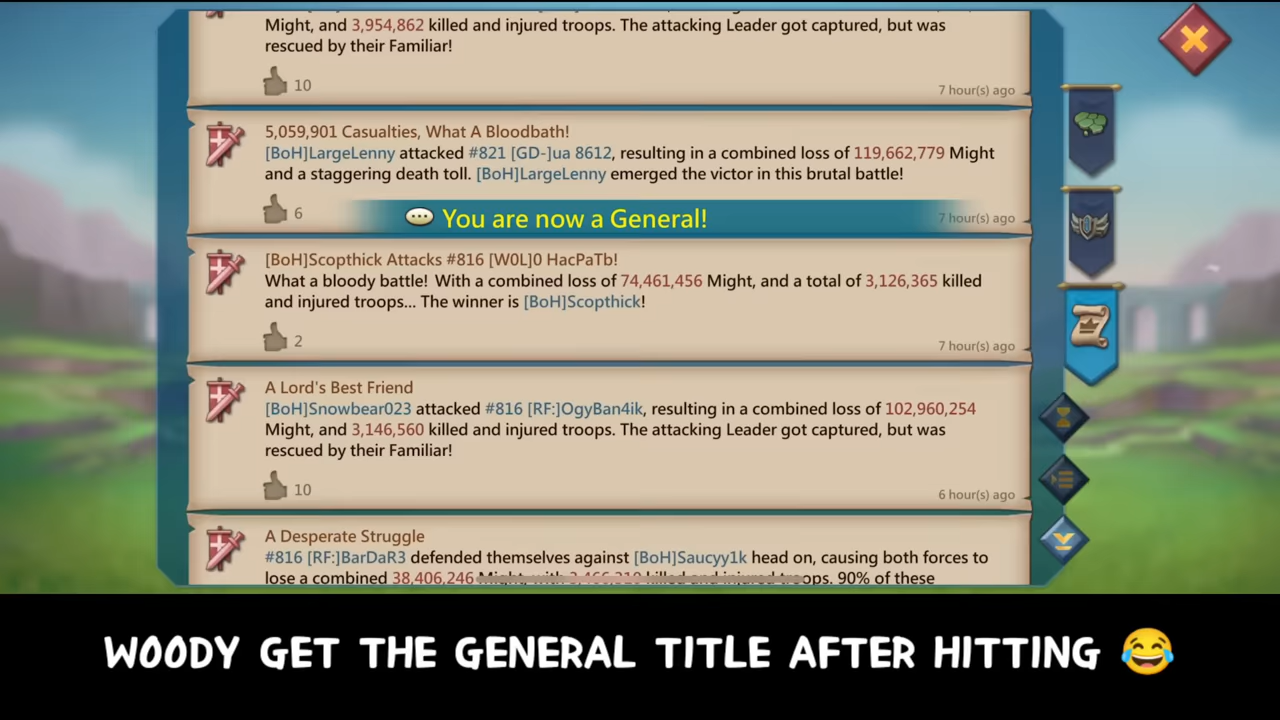 Might, and 3,954,862 killed and injured troops. The attacking Leader got captured, but was
rescued by their Familiar!
10
7 hour(s) ago
5,059,901 Casualties, What A Bloodbath!
[BoH]LargeLenny attacked #821 [GD-]ua 8612, resulting in a combined loss of 119,662,779 Might
and a staggering death toll. [BoH]LargeLenny emerged the victor in this brutal battle!
6
7 hour(s) ago
You are now a General!
[BoH]Scopthick Attacks #816 [W0L]0 HacPaTb!
What a bloody battle! With a combined loss of 74,461,456 Might, and a total of 3,126,365 killed
and injured troops... The winner is [BoH]Scopthick!
2
7 hour(s) ago
A Lord's Best Friend
[BoH]Snowbear023 attacked #816 [RF:]OgyBan4ik, resulting in a combined loss of 102,960,254
Might, and 3,146,560 killed and injured troops. The attacking Leader got captured, but was
rescued by their Familiar!
10
6 hour(s) ago
A Desperate Struggle
#816 [RF:]BarDaR3 defended themselves against [BoH]Saucyy1k head on, causing both forces to
lose a combined 38,406,246 Might, with killed and injured troops. 90% of these
WOODY GET THE GENERAL TITLE AFTER HITTING 😂